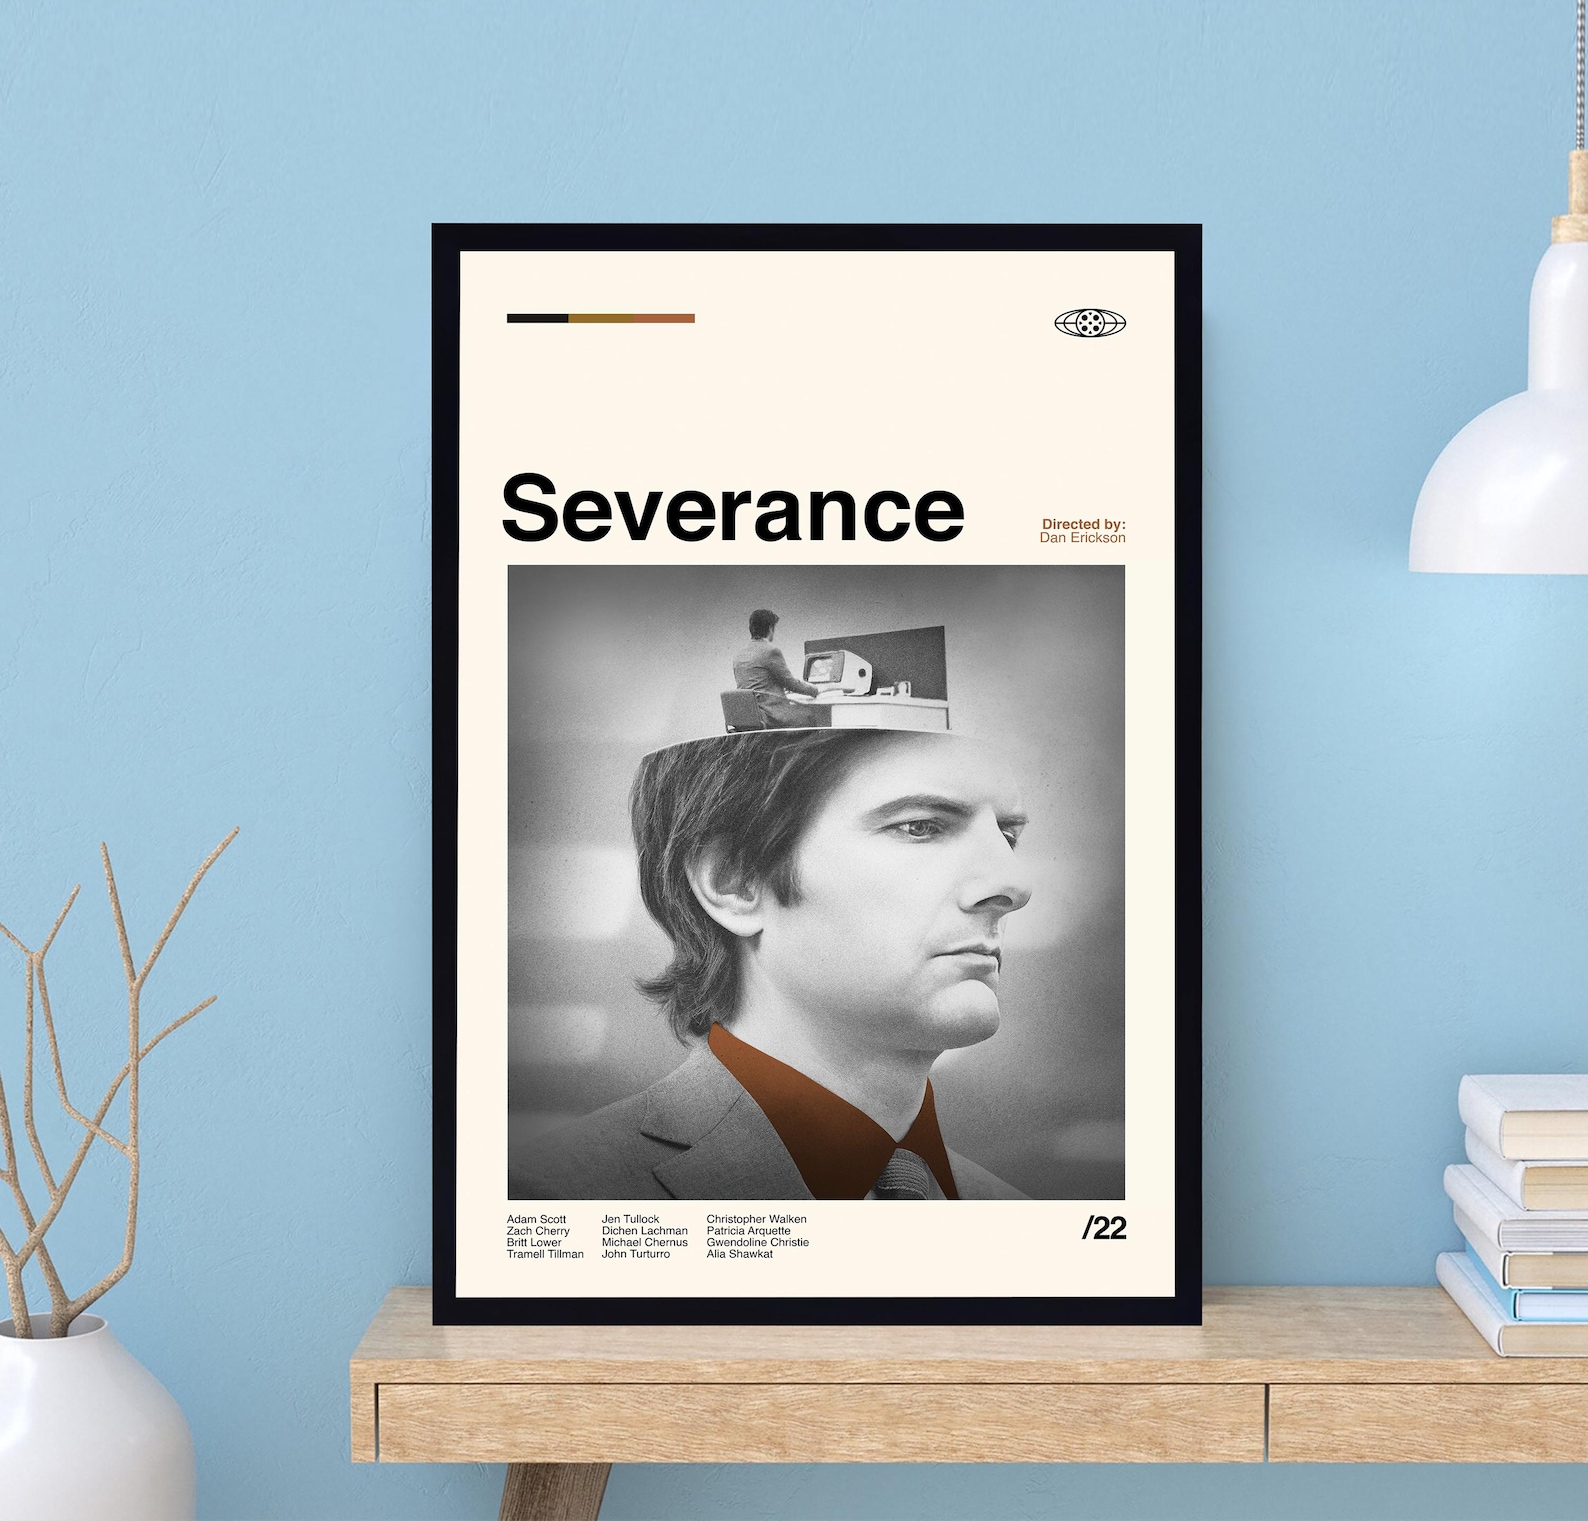 Severance
Directed by:
Dan Erickson
Adam Scott
Zach Cherry
Britt Lower
Tramell Tillman
Jen Tullock
Dichen Lachman
Michael Chernus
John Turturro
Christopher Walken
Patricia Arquette
Gwendoline Christie
Alia Shawkat
/22